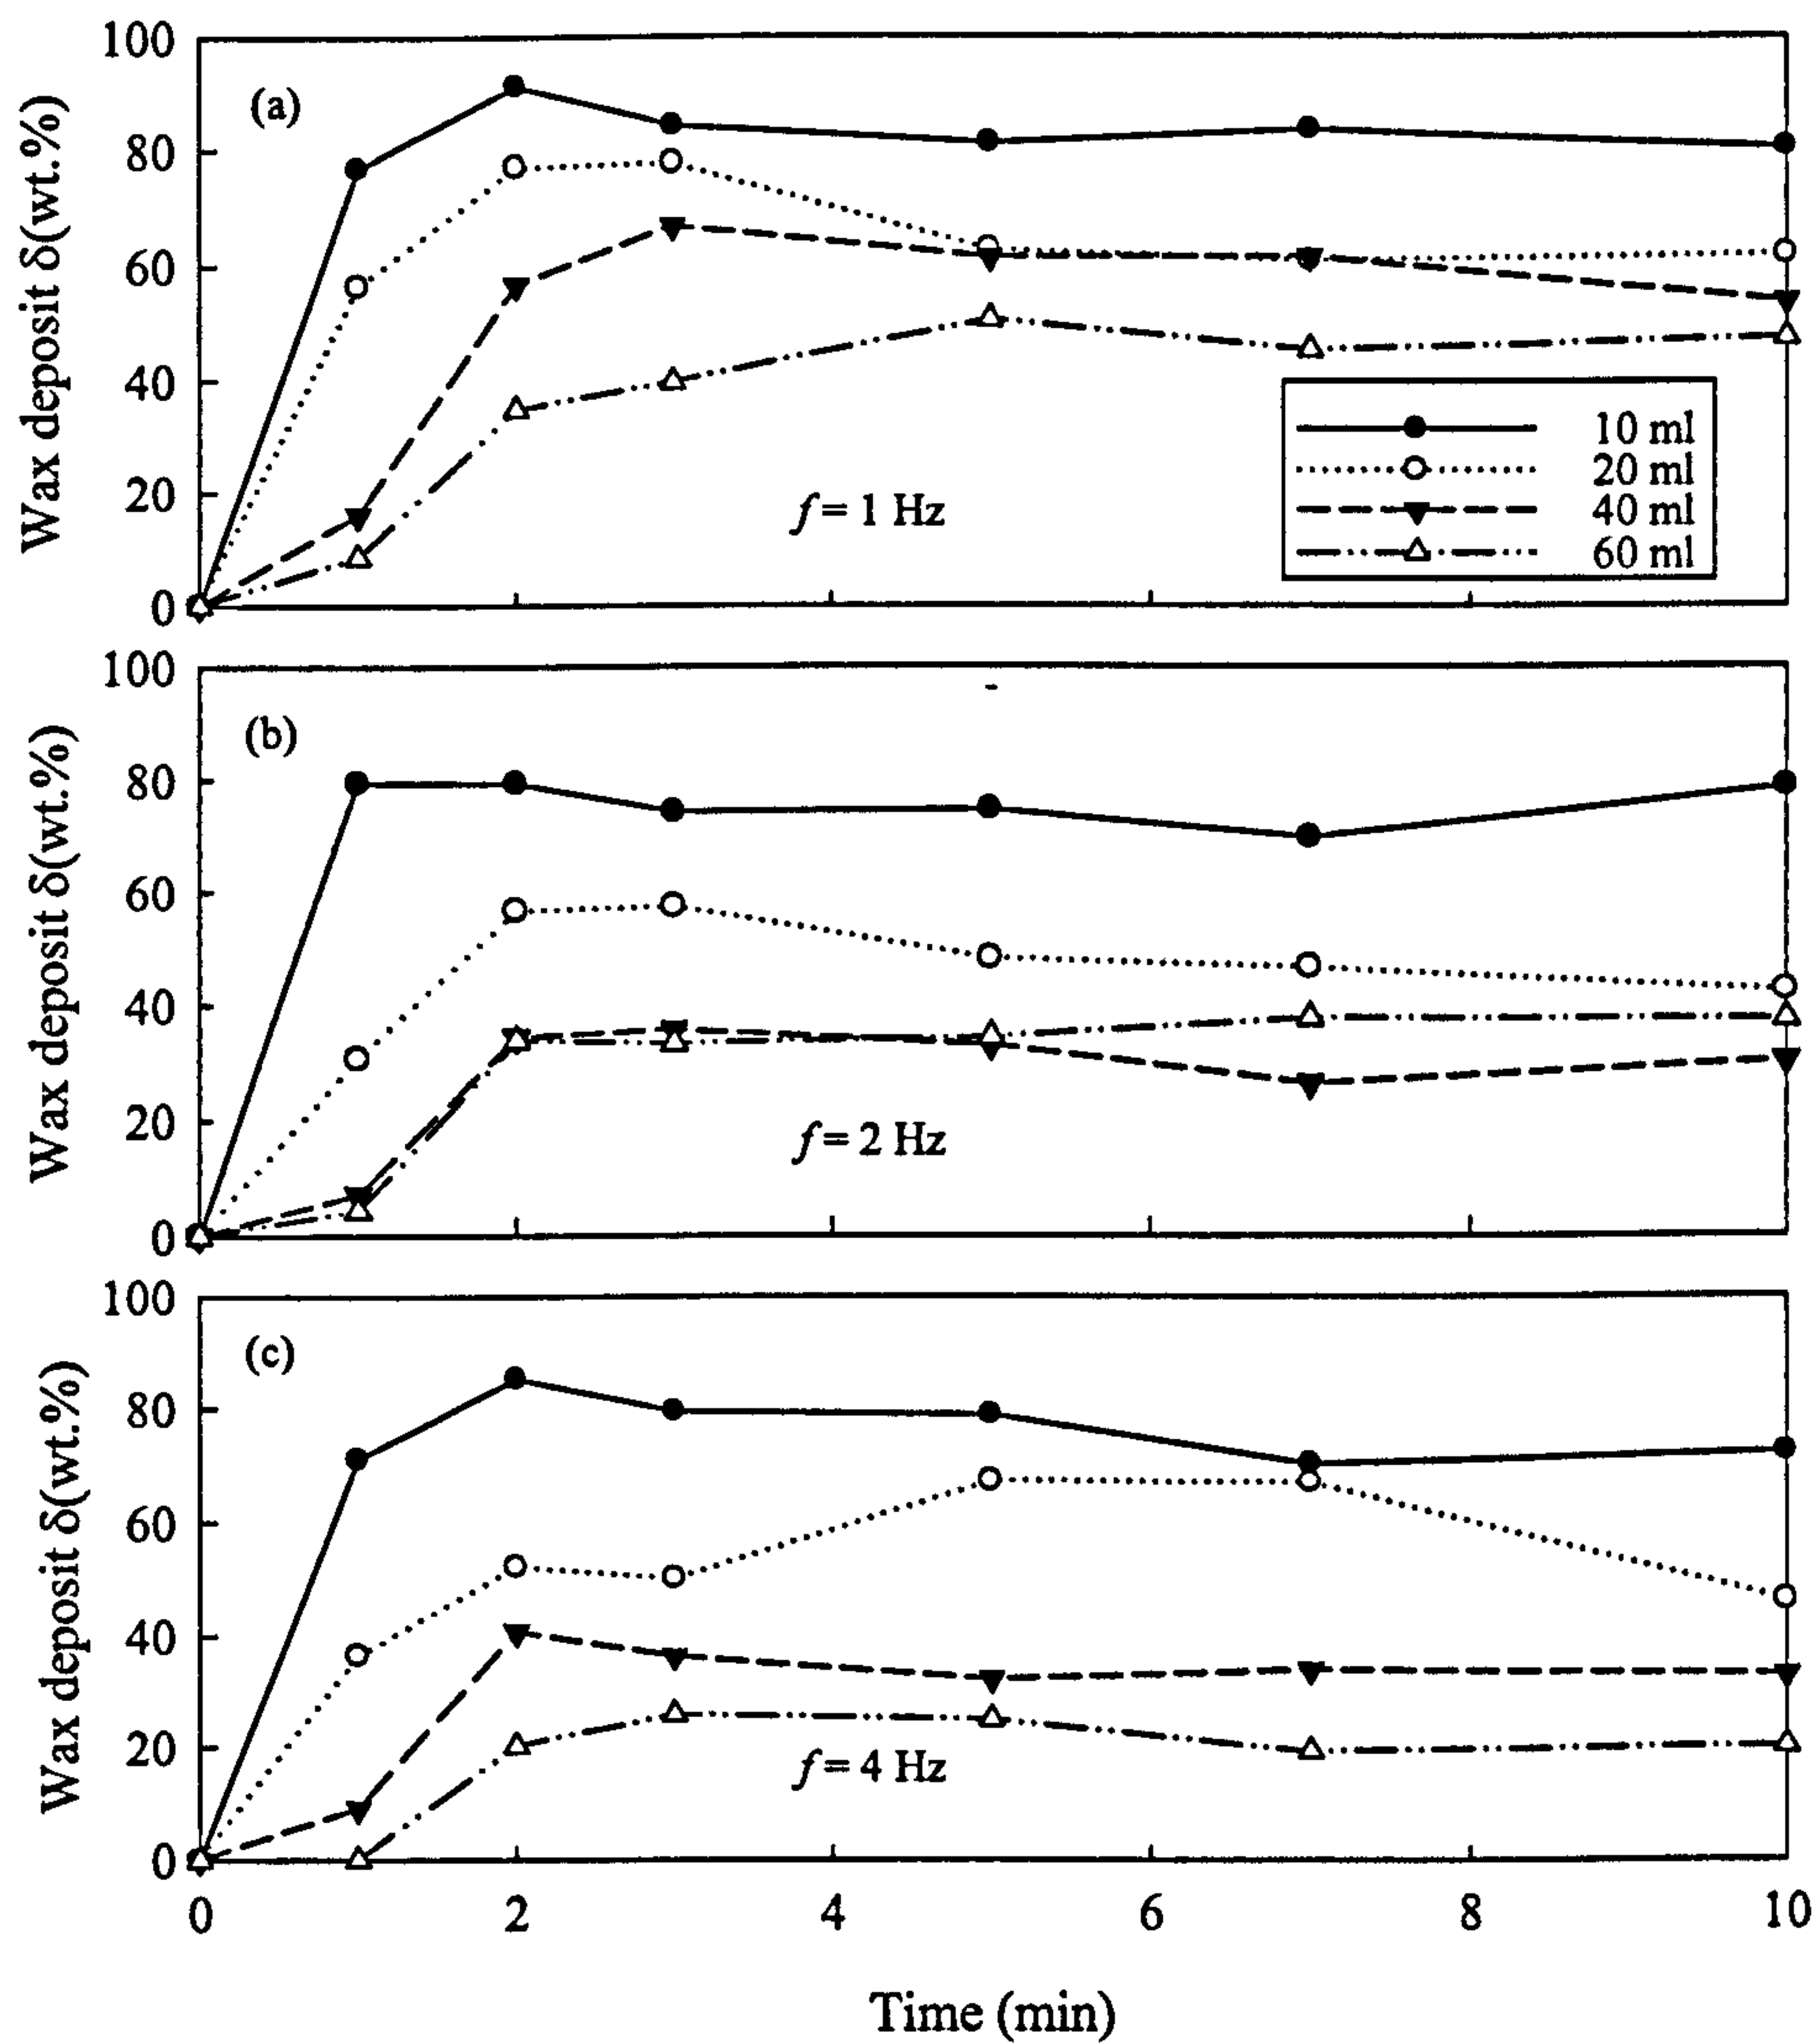 Wax deposit δ(wt.%)
100
80
60
40
20
0
(a)
f = 1 Hz
10 ml
20 ml
40 ml
60 ml
Wax deposit δ(wt.%)
100
80
60
40
20
0
(b)
f = 2 Hz
Wax deposit δ(wt.%)
100
80
60
40
20
0
(c)
f = 4 Hz
0 2 4 6 8 10
Time (min)